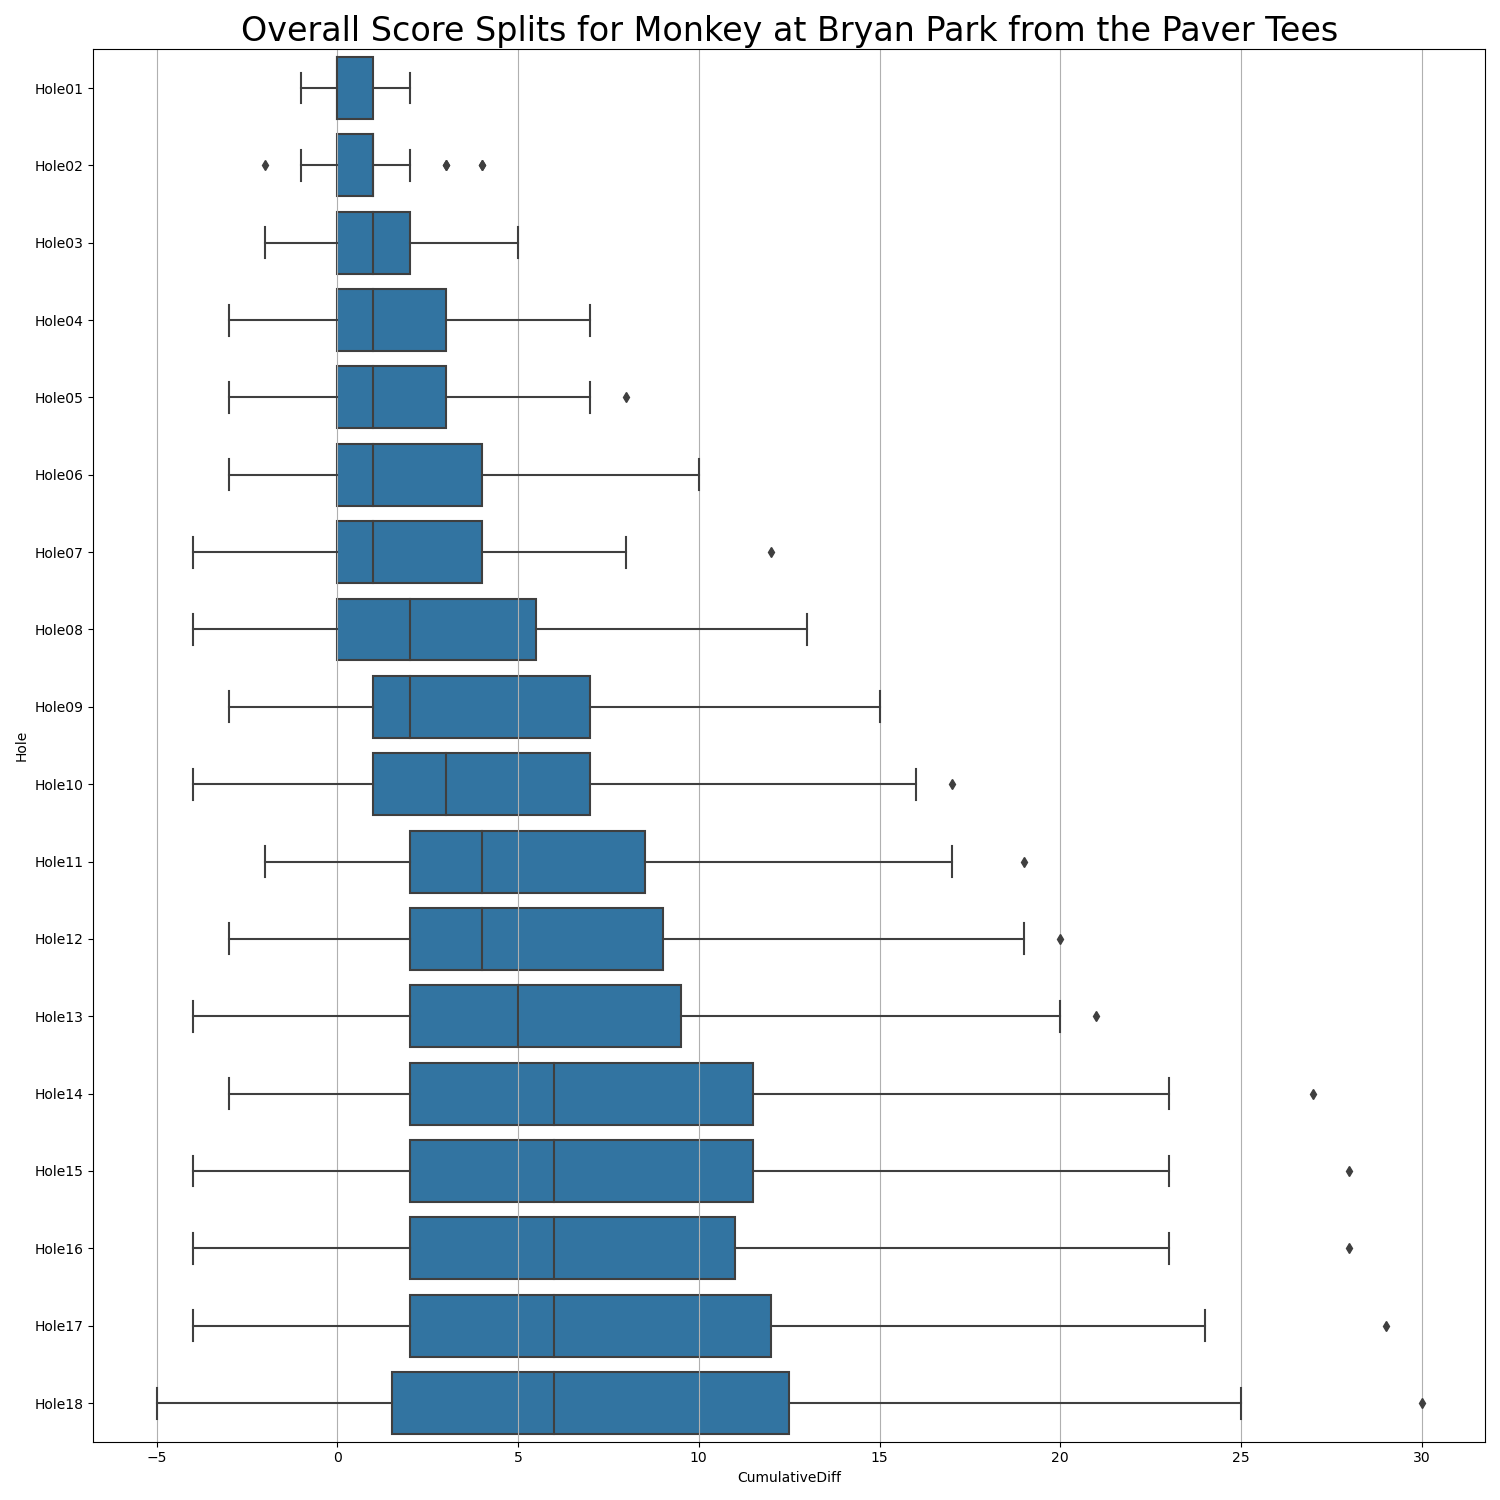 Overall Score Splits for Monkey at Bryan Park from the Paver Tees
Hole01
Hole02
Hole03
Hole04
Hole05
Hole06
Hole07
Hole08
Hole09
Hole10
Hole11
Hole12
Hole13
Hole14
Hole15
Hole16
Hole17
Hole18
Hole
−5 0 5 10 15 20 25 30
CumulativeDiff